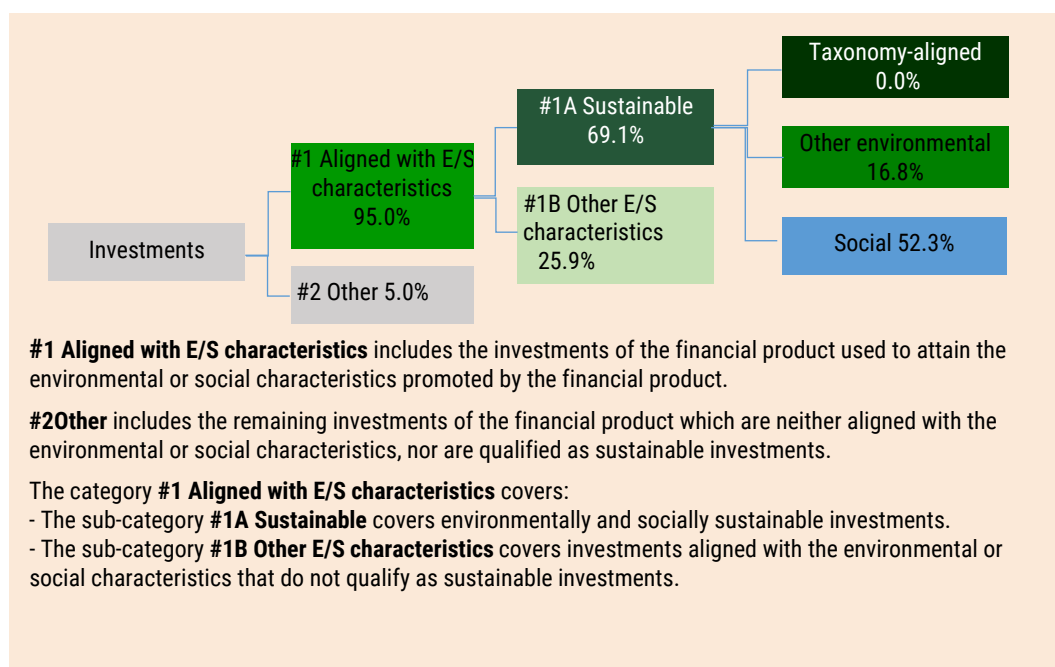 Investments
#1 Aligned with E/S
characteristics
95.0%
#2 Other 5.0%
#1A Sustainable
69.1%
#1B Other E/S
characteristics
25.9%
Taxonomy-aligned
0.0%
Other environmental
16.8%
Social 52.3%
#1 Aligned with E/S characteristics includes the investments of the financial product used to attain the
environmental or social characteristics promoted by the financial product.
#2Other includes the remaining investments of the financial product which are neither aligned with the
environmental or social characteristics, nor are qualified as sustainable investments.
The category #1 Aligned with E/S characteristics covers:
- The sub-category #1A Sustainable covers environmentally and socially sustainable investments.
- The sub-category #1B Other E/S characteristics covers investments aligned with the environmental or
social characteristics that do not qualify as sustainable investments.